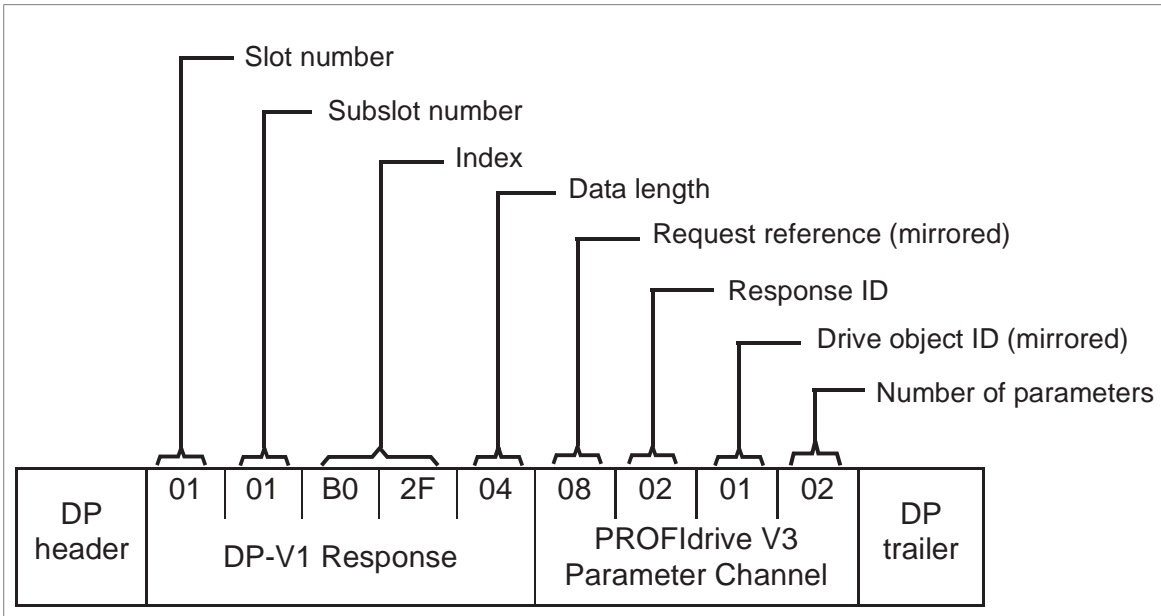 Slot number
Subslot number
Index
Data length
Request reference (mirrored)
Response ID
Drive object ID (mirrored)
Number of parameters
01 01 B0 2F 04 08 02 01 02
DP
header
DP-V1 Response
PROFIdrive V3
Parameter Channel
DP
trailer